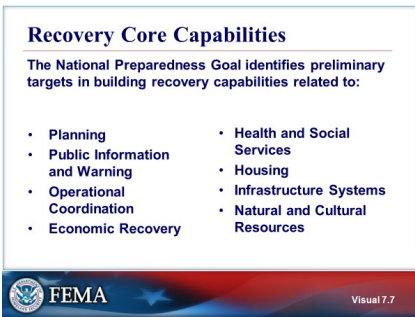 Recovery Core Capabilities
The National Preparedness Goal identifies preliminary
targets in building recovery capabilities related to:
• Planning
• Public Information
and Warning
• Operational
Coordination
• Economic Recovery
• Health and Social
Services
• Housing
• Infrastructure Systems
• Natural and Cultural
Resources
FEMA
Visual 7.7